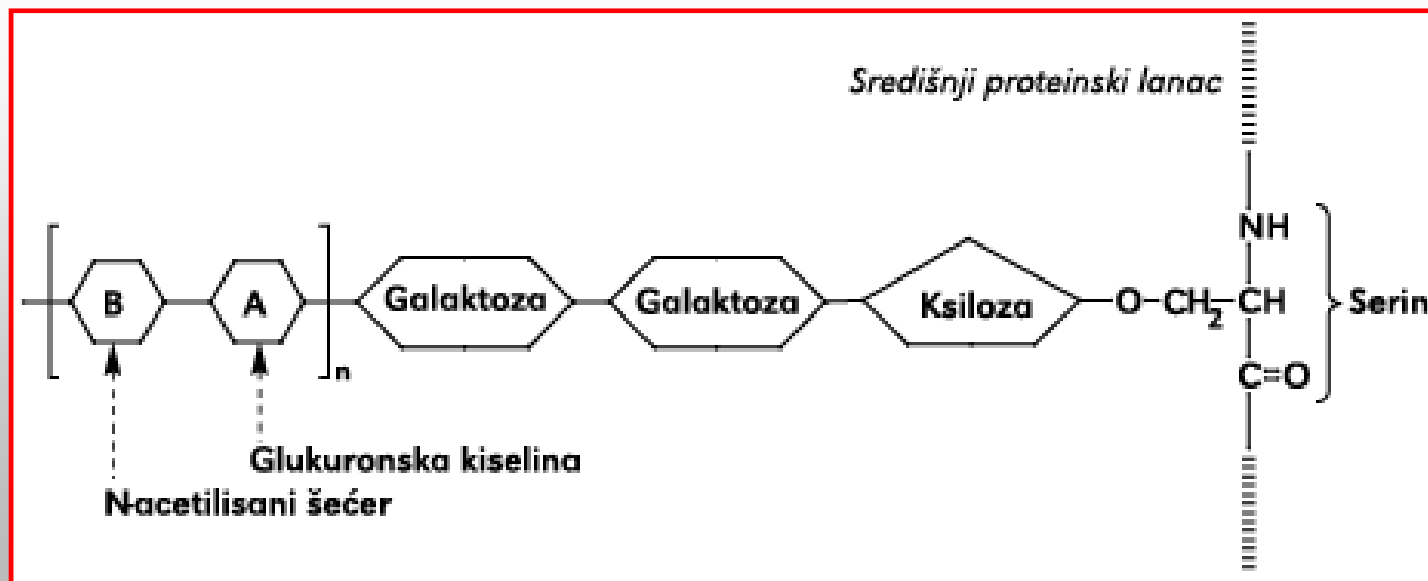 Središnji proteinski lanac
NH
B
A
n
Galaktoza
Galaktoza
Ksiloza
O
CH₂
CH
Serin
C=O
Glukuronska kiselina
N-acetilisani šećer